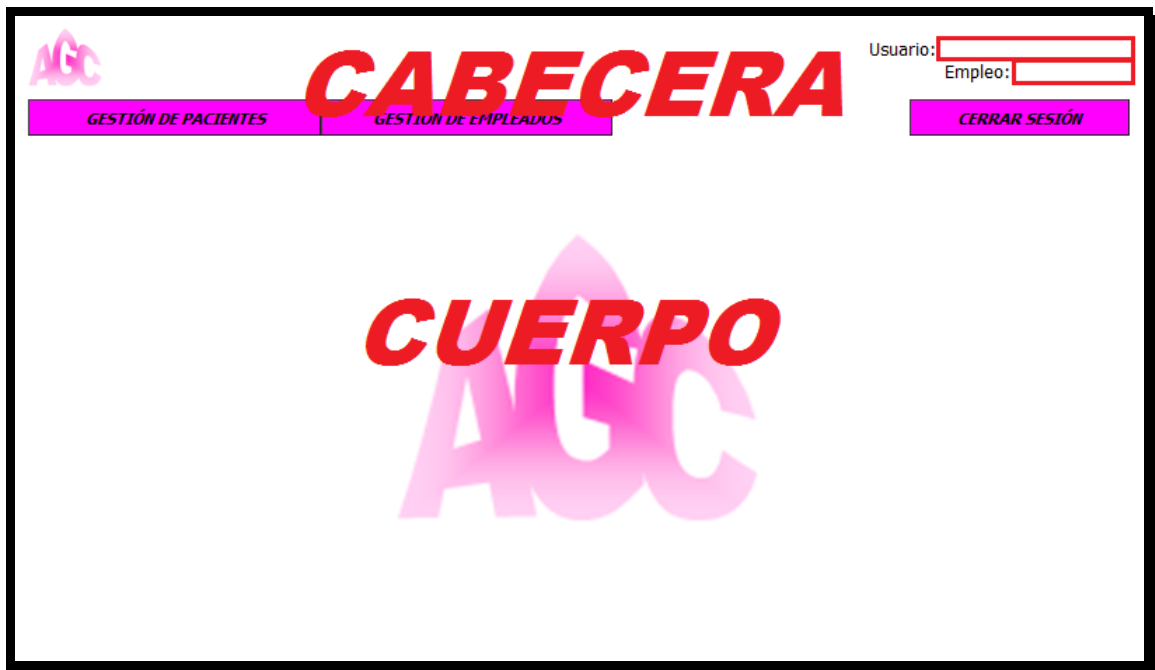 AGC
CABECERA
Usuario:
Empleo:
GESTIÓN DE PACIENTES
GESTIÓN DE EMPLEADOS
CERRAR SESIÓN
CUERPO
AGC